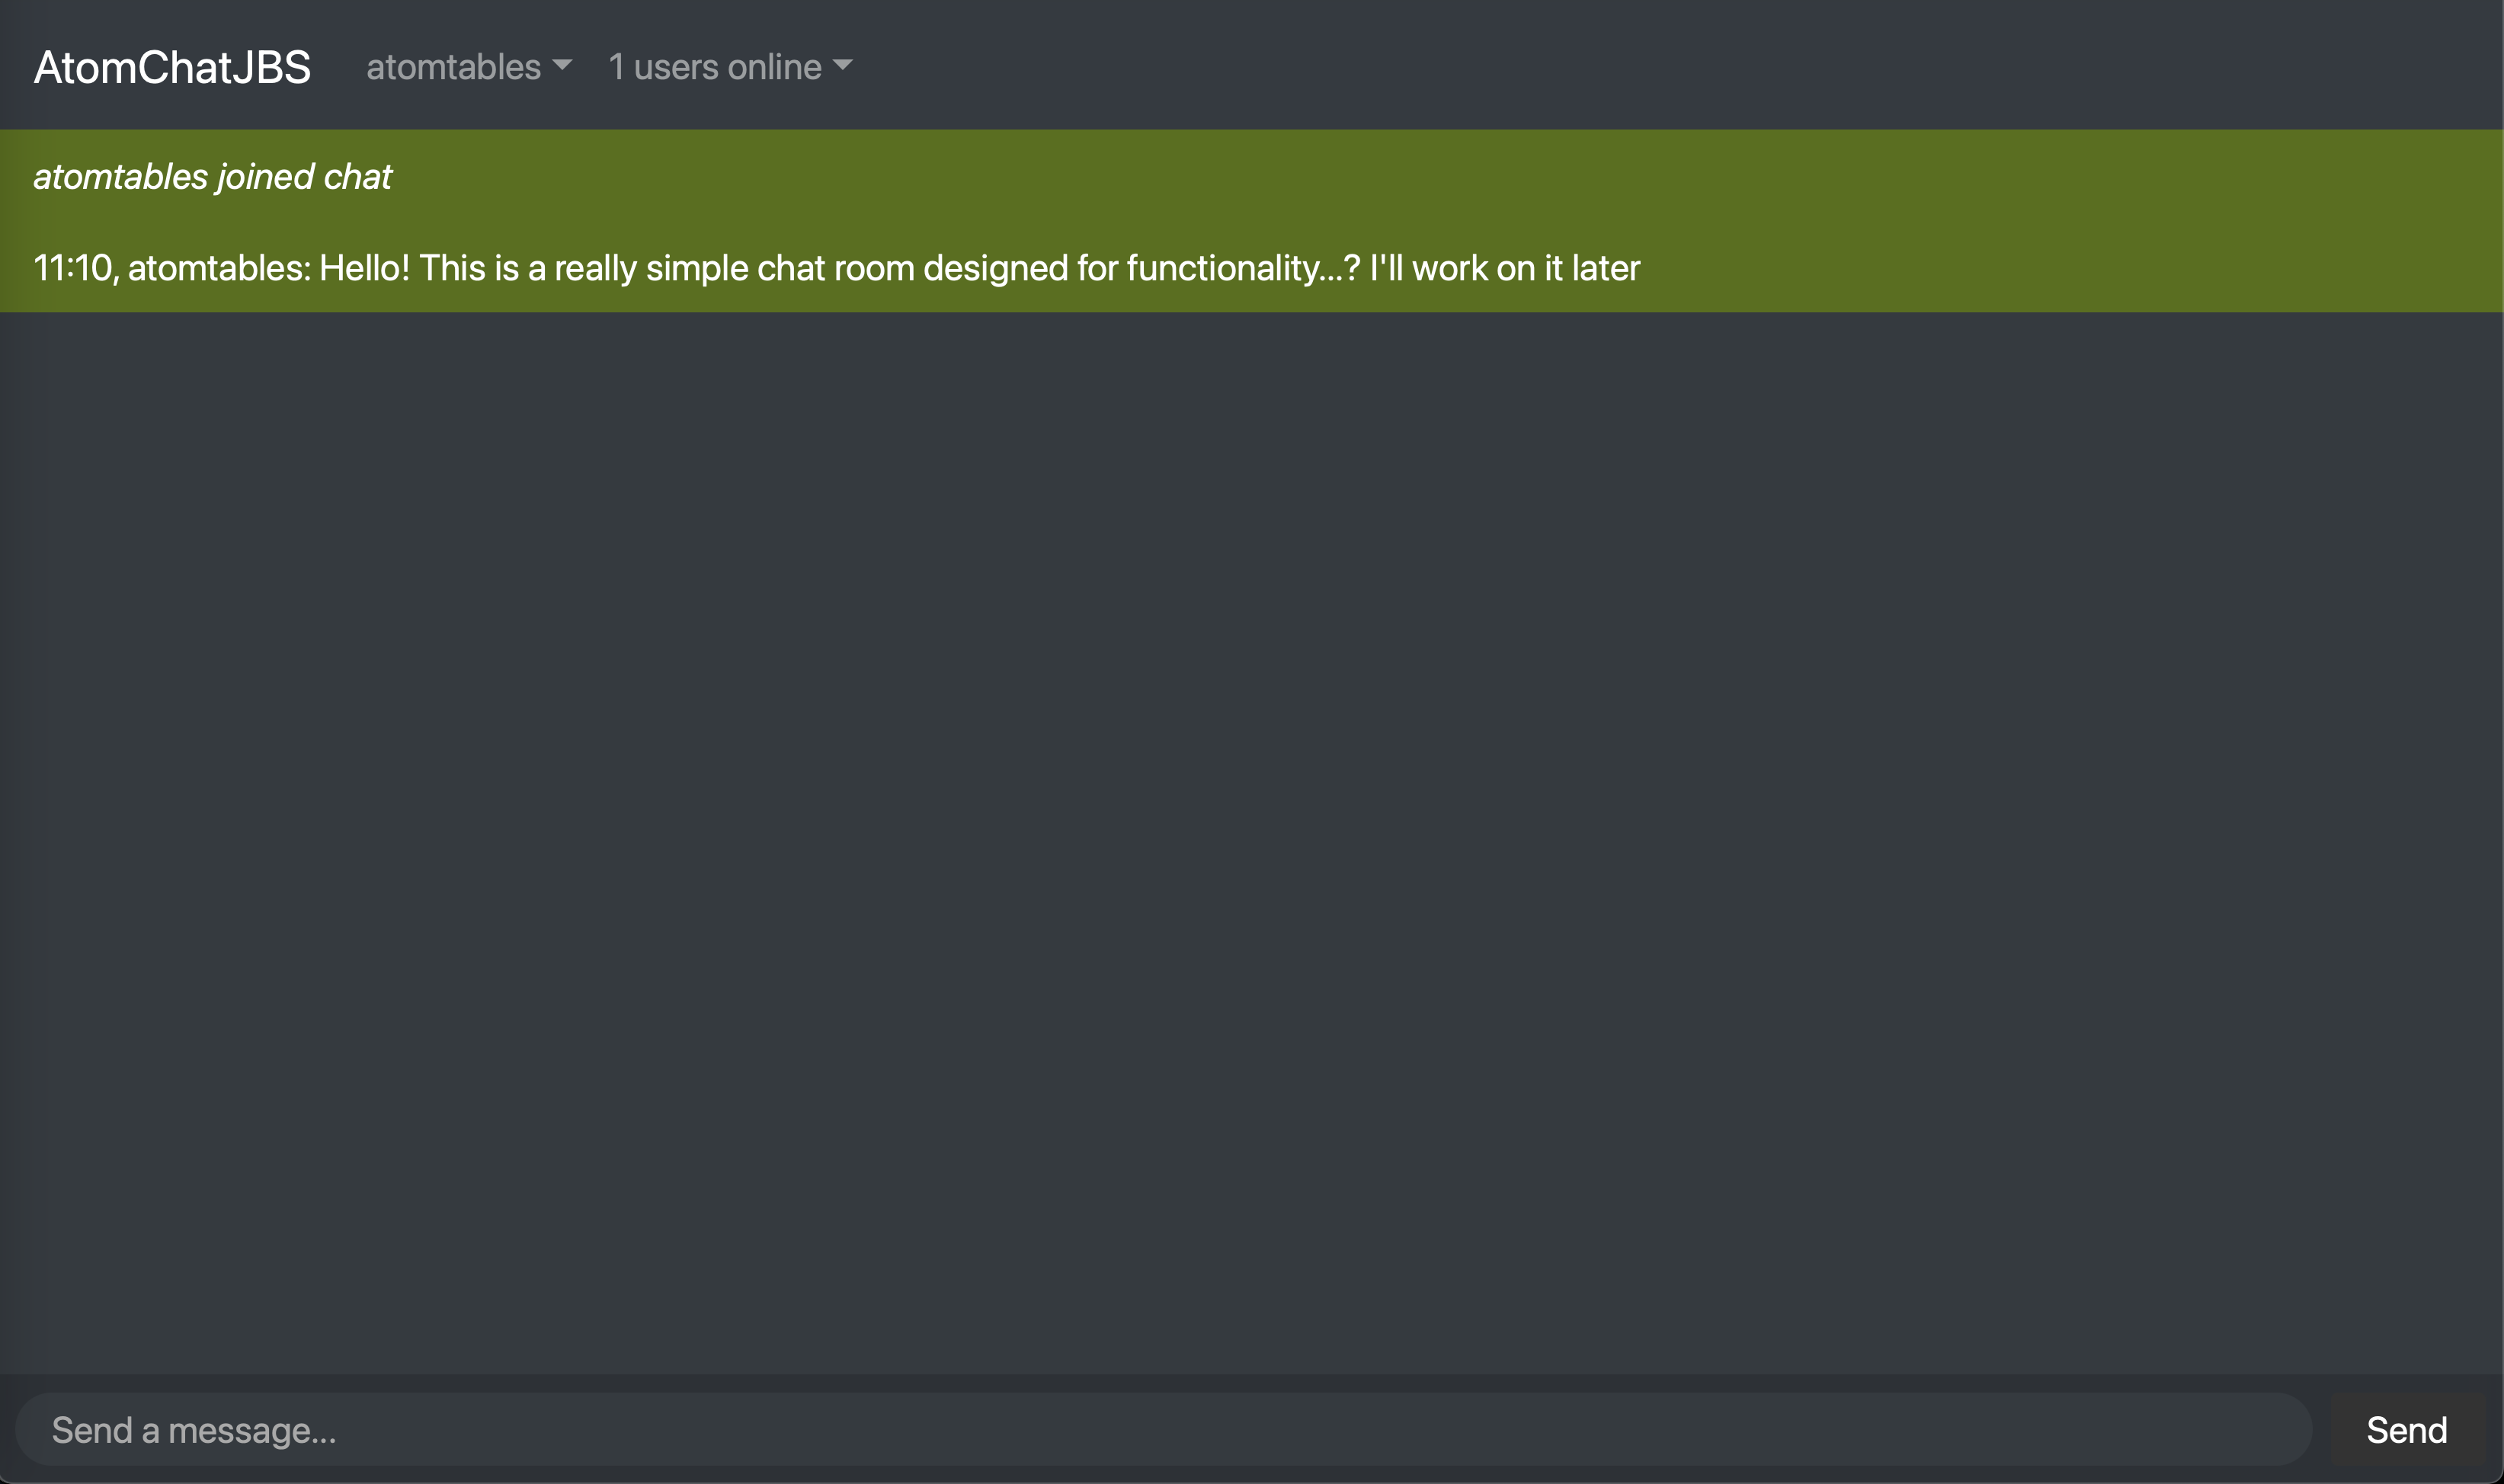 AtomChatJBS atomtables 1 users online
atomtables joined chat
11:10, atomtables: Hello! This is a really simple chat room designed for functionality...? I'll work on it later
Send a message... Send